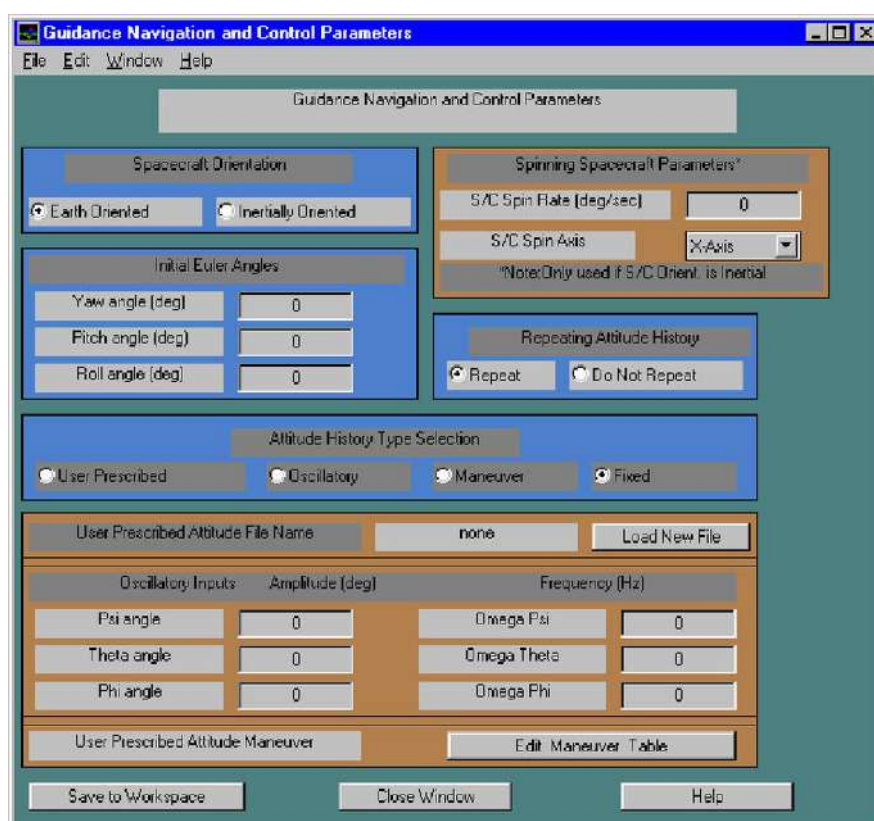 Guidance Navigation and Control Parameters
File Edit Window Help
Guidance Navigation and Control Parameters
Spacecraft Orientation
Earth Oriented Inertially Oriented
Spinning Spacecraft Parameters*
S/C Spin Rate (deg/sec) 0
S/C Spin Axis X-Axis
*Note:Only used if S/C Orient. is Inertial
Initial Euler Angles
Yaw angle (deg) 0
Pitch angle (deg) 0
Roll angle (deg) 0
Repeating Attitude History
Repeat Do Not Repeat
Attitude History Type Selection
User Prescribed Oscillatory Maneuver Fixed
User Prescribed Attitude File Name none Load New File
Oscillatory Inputs Amplitude (deg) Frequency (Hz)
Psi angle 0 Omega Psi 0
Theta angle 0 Omega Theta 0
Phi angle 0 Omega Phi 0
User Prescribed Attitude Maneuver Edit Maneuver Table
Save to Workspace Close Window Help